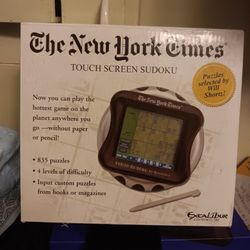 The New York Times
TOUCH SCREEN SUDOKU
Puzzles
selected by
Will
Shortz!
Now you can play the
hottest game on the
planet anywhere you
go—without paper
or pencil!
The New York Times
• 835 puzzles
• 4 levels of difficulty
• Input custom puzzles
from books or magazines
EXCALIBUR
ELECTRONICS, INC.